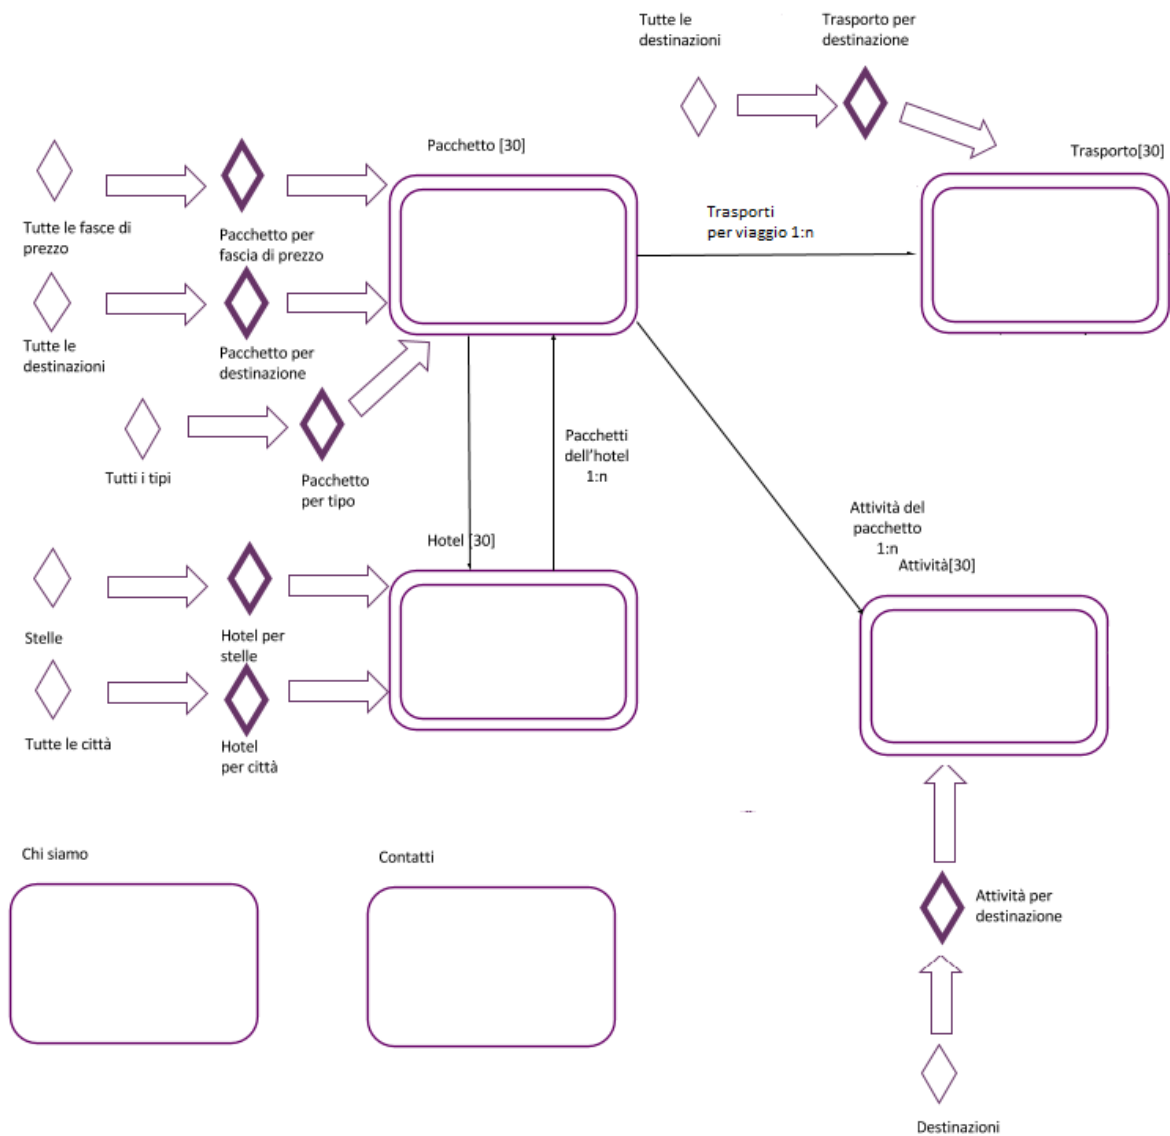 Tutte le
destinazioni
Trasporto per
destinazione
Pacchetto [30]
Trasporto[30]
Tutte le fasce di
prezzo
Pacchetto per
fascia di prezzo
Trasporti
per viaggio 1:n
Tutte le
destinazioni
Pacchetto per
destinazione
Tutti i tipi
Pacchetto
per tipo
Pacchetti
dell'hotel
1:n
Hotel [30]
Attività del
pacchetto
1:n
Attività[30]
Stelle
Hotel per
stelle
Tutte le città
Hotel
per città
Chi siamo
Contatti
Attività per
destinazione
Destinazioni